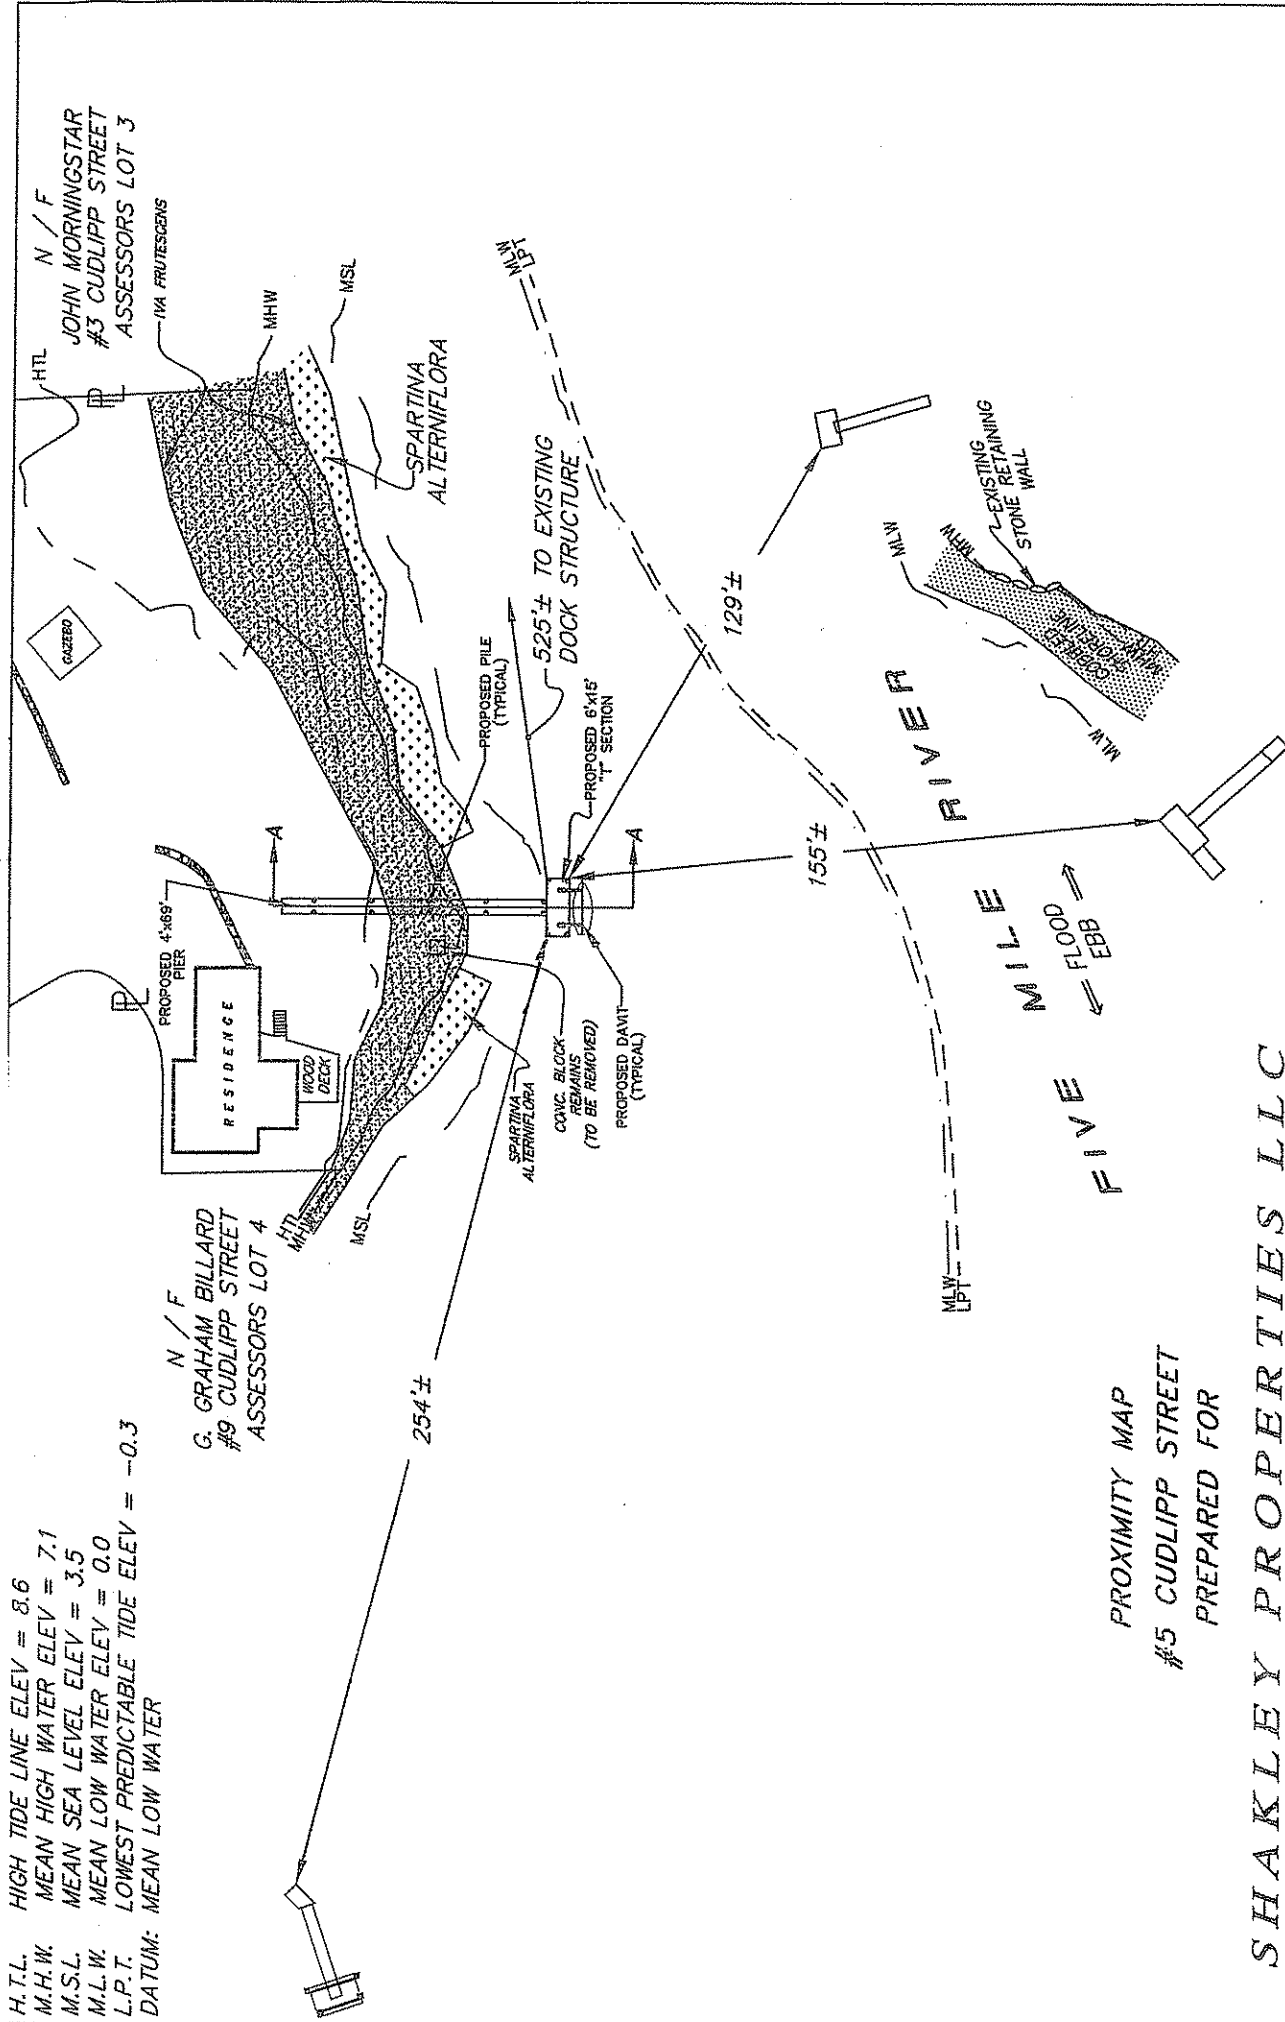 H.T.L. HIGH TIDE LINE ELEV = 8.6
M.H.W. MEAN HIGH WATER ELEV = 7.1
M.S.L. MEAN SEA LEVEL ELEV = 3.5
M.L.W. MEAN LOW WATER ELEV = 0.0
L.P.T. LOWEST PREDICTABLE TIDE ELEV = -0.3
DATUM: MEAN LOW WATER
N / F
G. GRAHAM BILLARD
#9 CUDLIPP STREET
ASSESSORS LOT 4
N / F
JOHN MORNINGSTAR
#3 CUDLIPP STREET
ASSESSORS LOT 3
HTL
PL
IVA FRUTESCENS
MHW
MSL
GAZEBO
SPARTINA
ALTERNIFLORA
PL
PROPOSED 4'x69'
PIER
RESIDENCE
WOOD
DECK
A
HTL
MHW
MSL
254'±
SPARTINA
ALTERNIFLORA
CONC. BLOCK
REMAINS
(TO BE REMOVED)
PROPOSED DAVIT
(TYPICAL)
PROPOSED PILE
(TYPICAL)
525'± TO EXISTING
DOCK STRUCTURE
PROPOSED 6'x15'
"T" SECTION
A
MLW
LPT
129'±
155'±
MLW
LPT
FIVE MILE RIVER
FLOOD
EBB
MLW
MHW
EXISTING
STONE RETAINING
WALL
COBBLED
SHORELINE
MHW
MLW
PROXIMITY MAP
#5 CUDLIPP STREET
PREPARED FOR
SHAKLEY PROPERTIES LLC